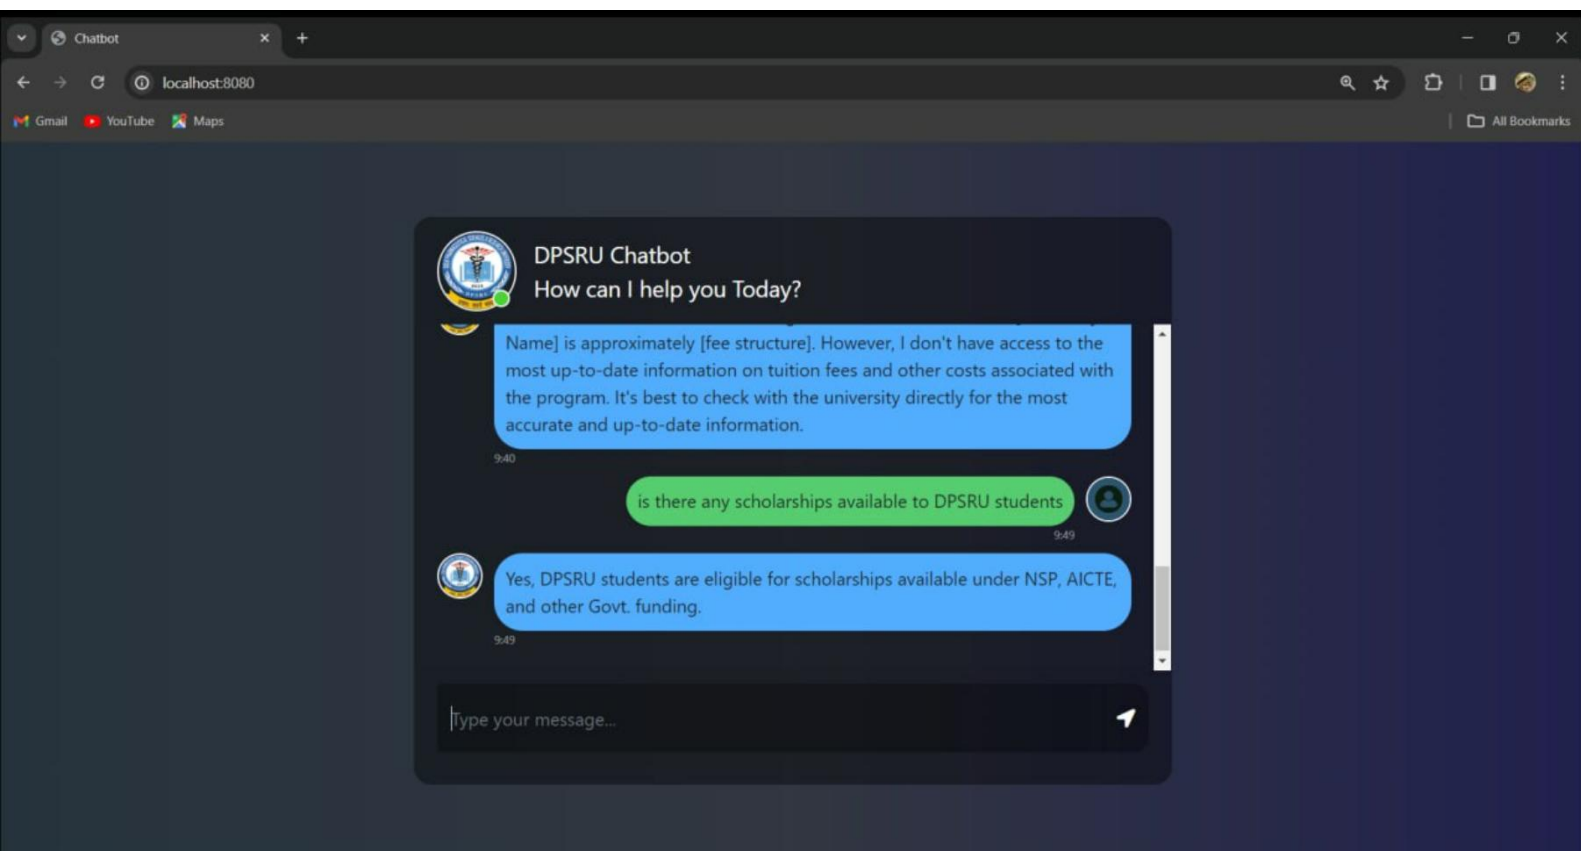 Chatbot
localhost:8080
Gmail YouTube Maps All Bookmarks
DPSRU Chatbot
How can I help you Today?
Name] is approximately [fee structure]. However, I don't have access to the
most up-to-date information on tuition fees and other costs associated with
the program. It's best to check with the university directly for the most
accurate and up-to-date information.
9:40
is there any scholarships available to DPSRU students
9:49
Yes, DPSRU students are eligible for scholarships available under NSP, AICTE,
and other Govt. funding.
9:49
Type your message...